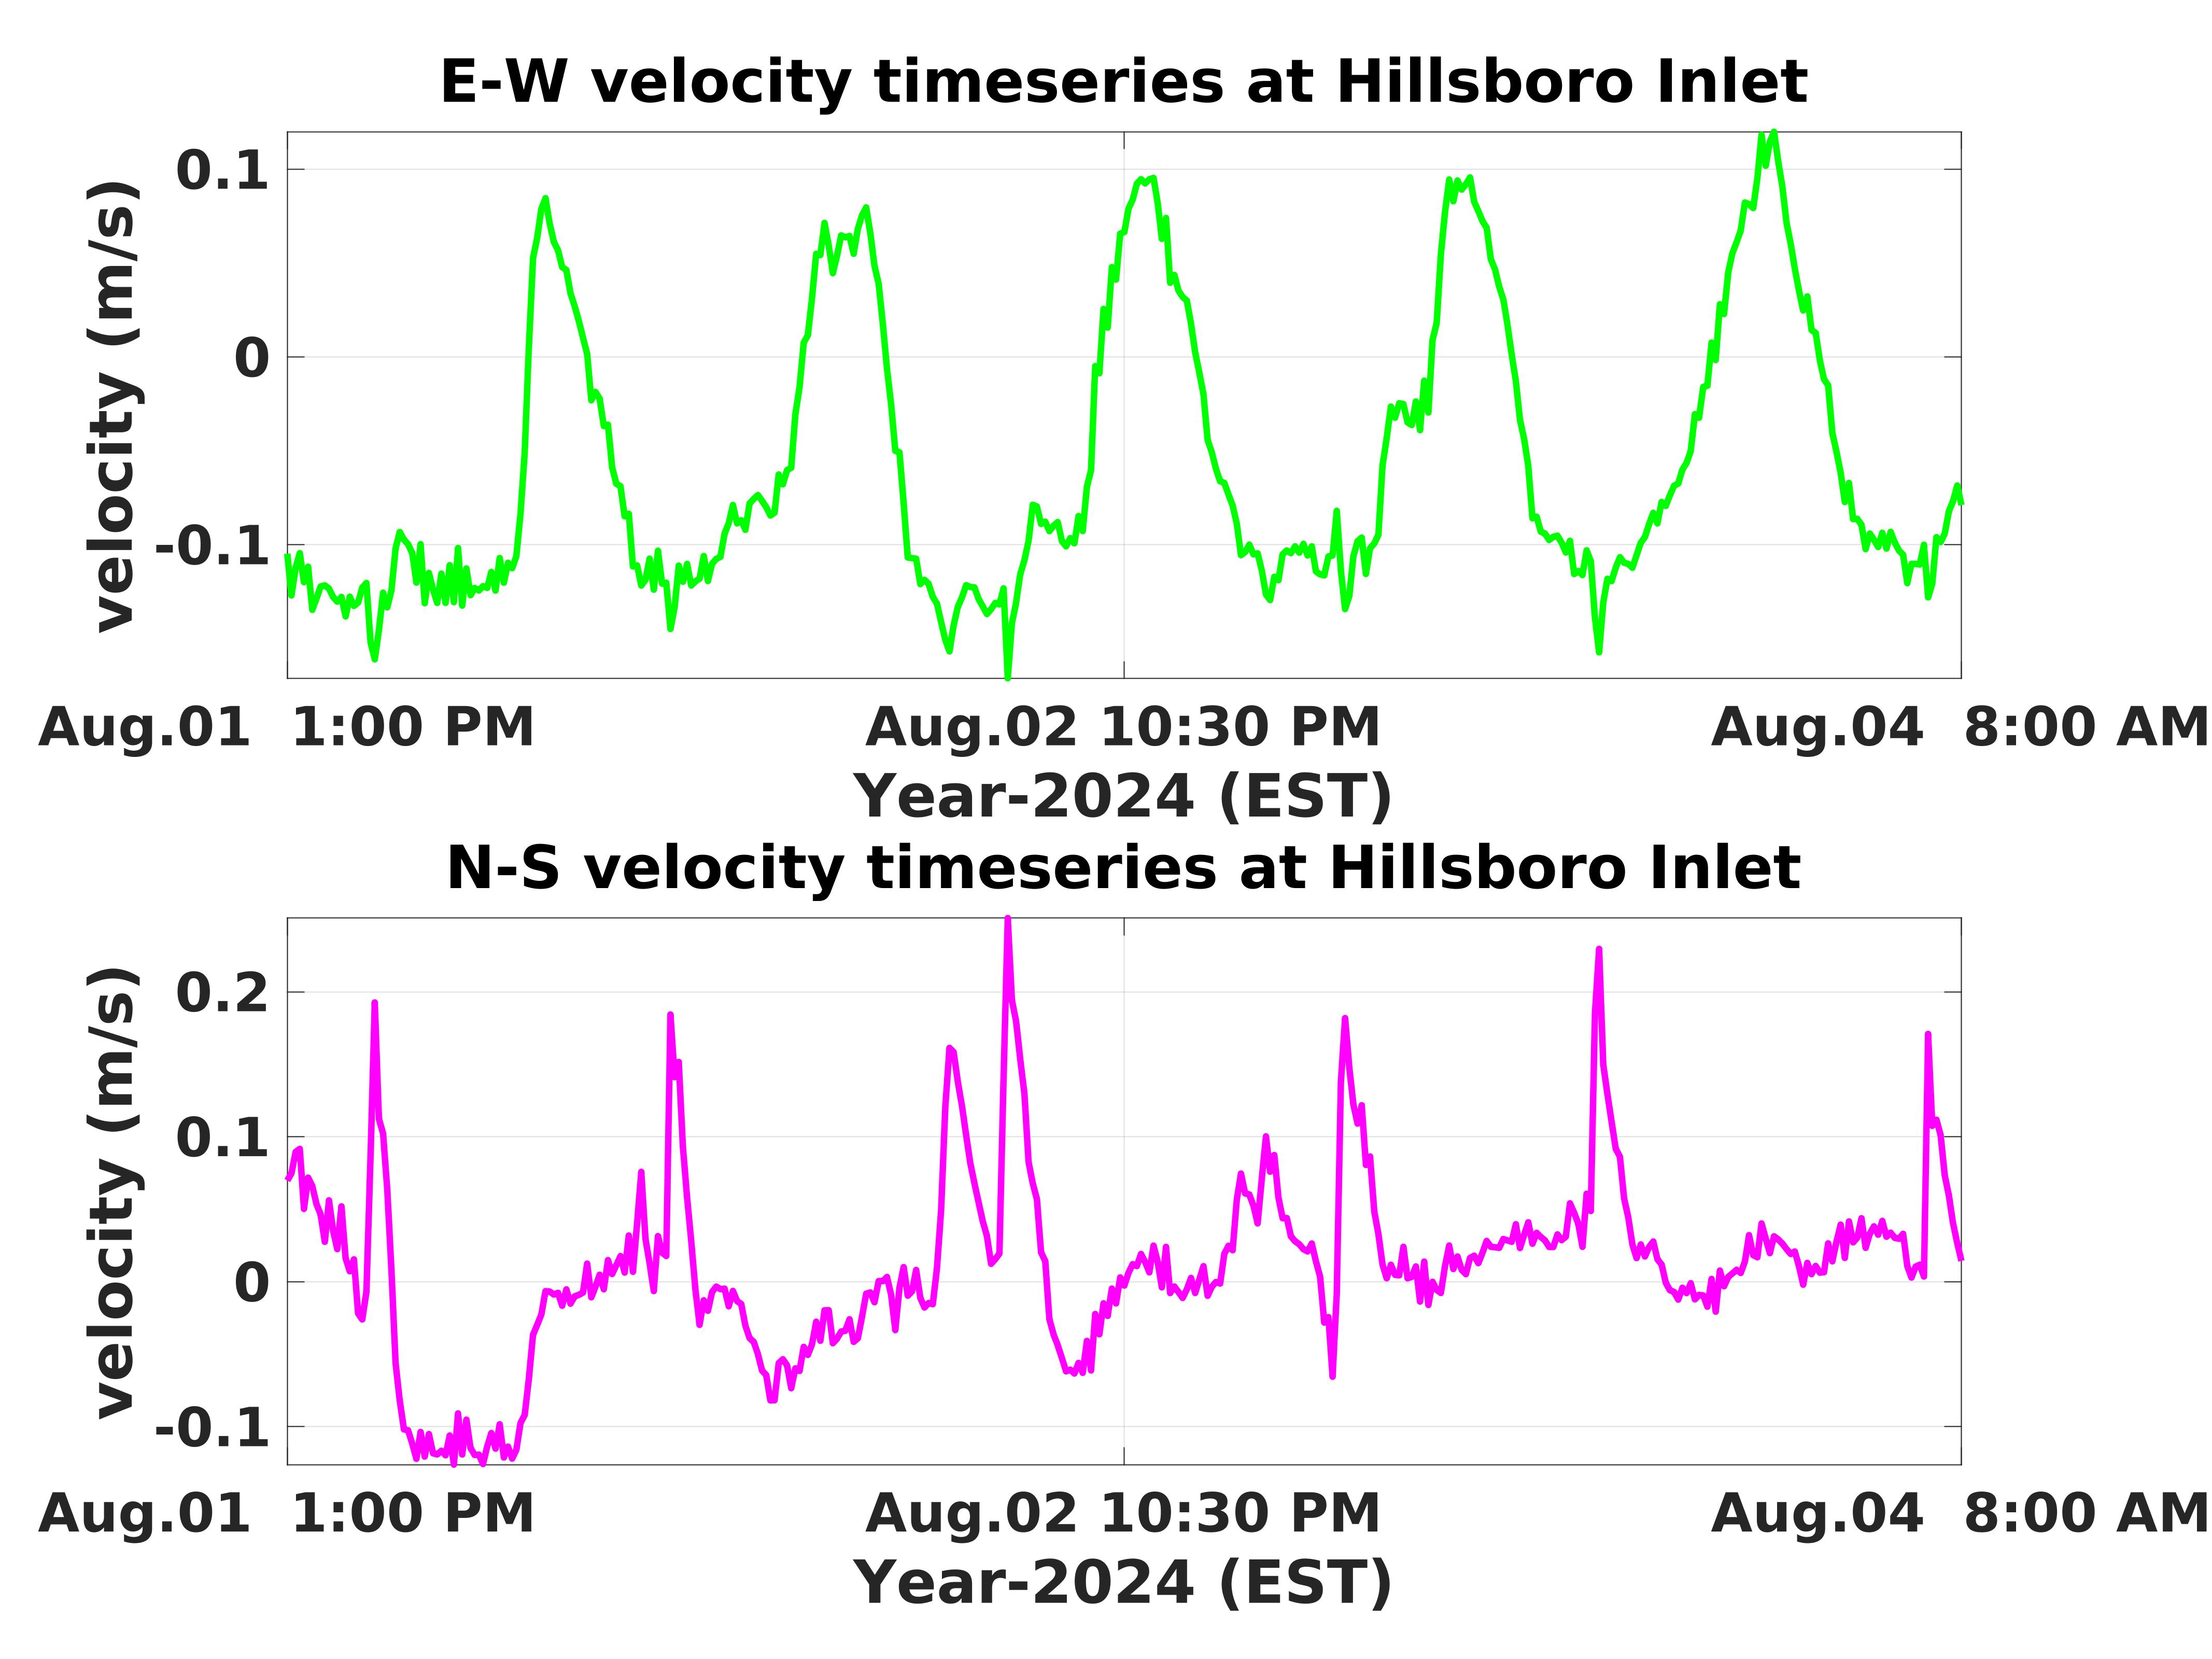 E-W velocity timeseries at Hillsboro Inlet
velocity (m/s)
0.1
0
-0.1
Aug.01  1:00 PM Aug.02 10:30 PM Aug.04  8:00 AM
Year-2024 (EST)
N-S velocity timeseries at Hillsboro Inlet
velocity (m/s)
0.2
0.1
0
-0.1
Aug.01  1:00 PM Aug.02 10:30 PM Aug.04  8:00 AM
Year-2024 (EST)